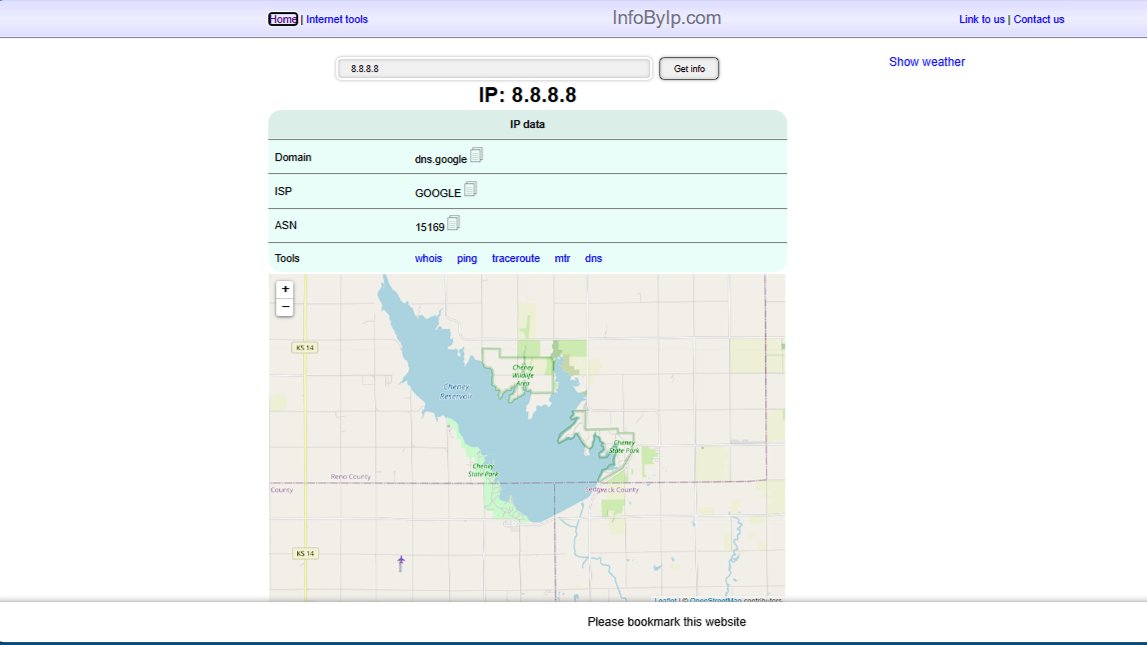 Home | Internet tools
InfoByIp.com
Link to us | Contact us
8.8.8.8
Get info
Show weather
IP: 8.8.8.8
IP data
Domain
dns.google
ISP
GOOGLE
ASN
15169
Tools
whois ping traceroute mtr dns
+
−
KS 14
Cheney
Wildlife
Area
Cheney
Reservoir
Cheney
State Park
Cheney
State Park
Reno County
County
Sedgwick County
KS 14
Leaflet | © OpenStreetMap contributors
Please bookmark this website